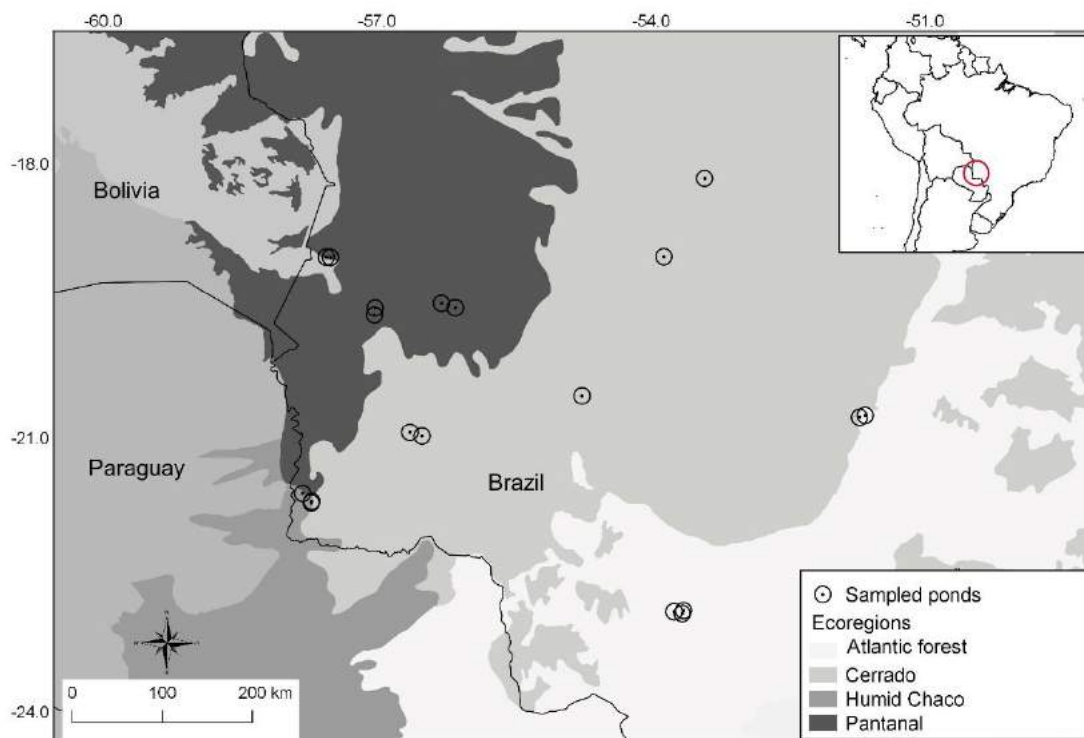 -60.0 -57.0 -54.0 -51.0
-18.0
Bolivia
-21.0
Paraguay
Brazil
-24.0
0 100 200 km
Sampled ponds
Ecoregions
Atlantic forest
Cerrado
Humid Chaco
Pantanal